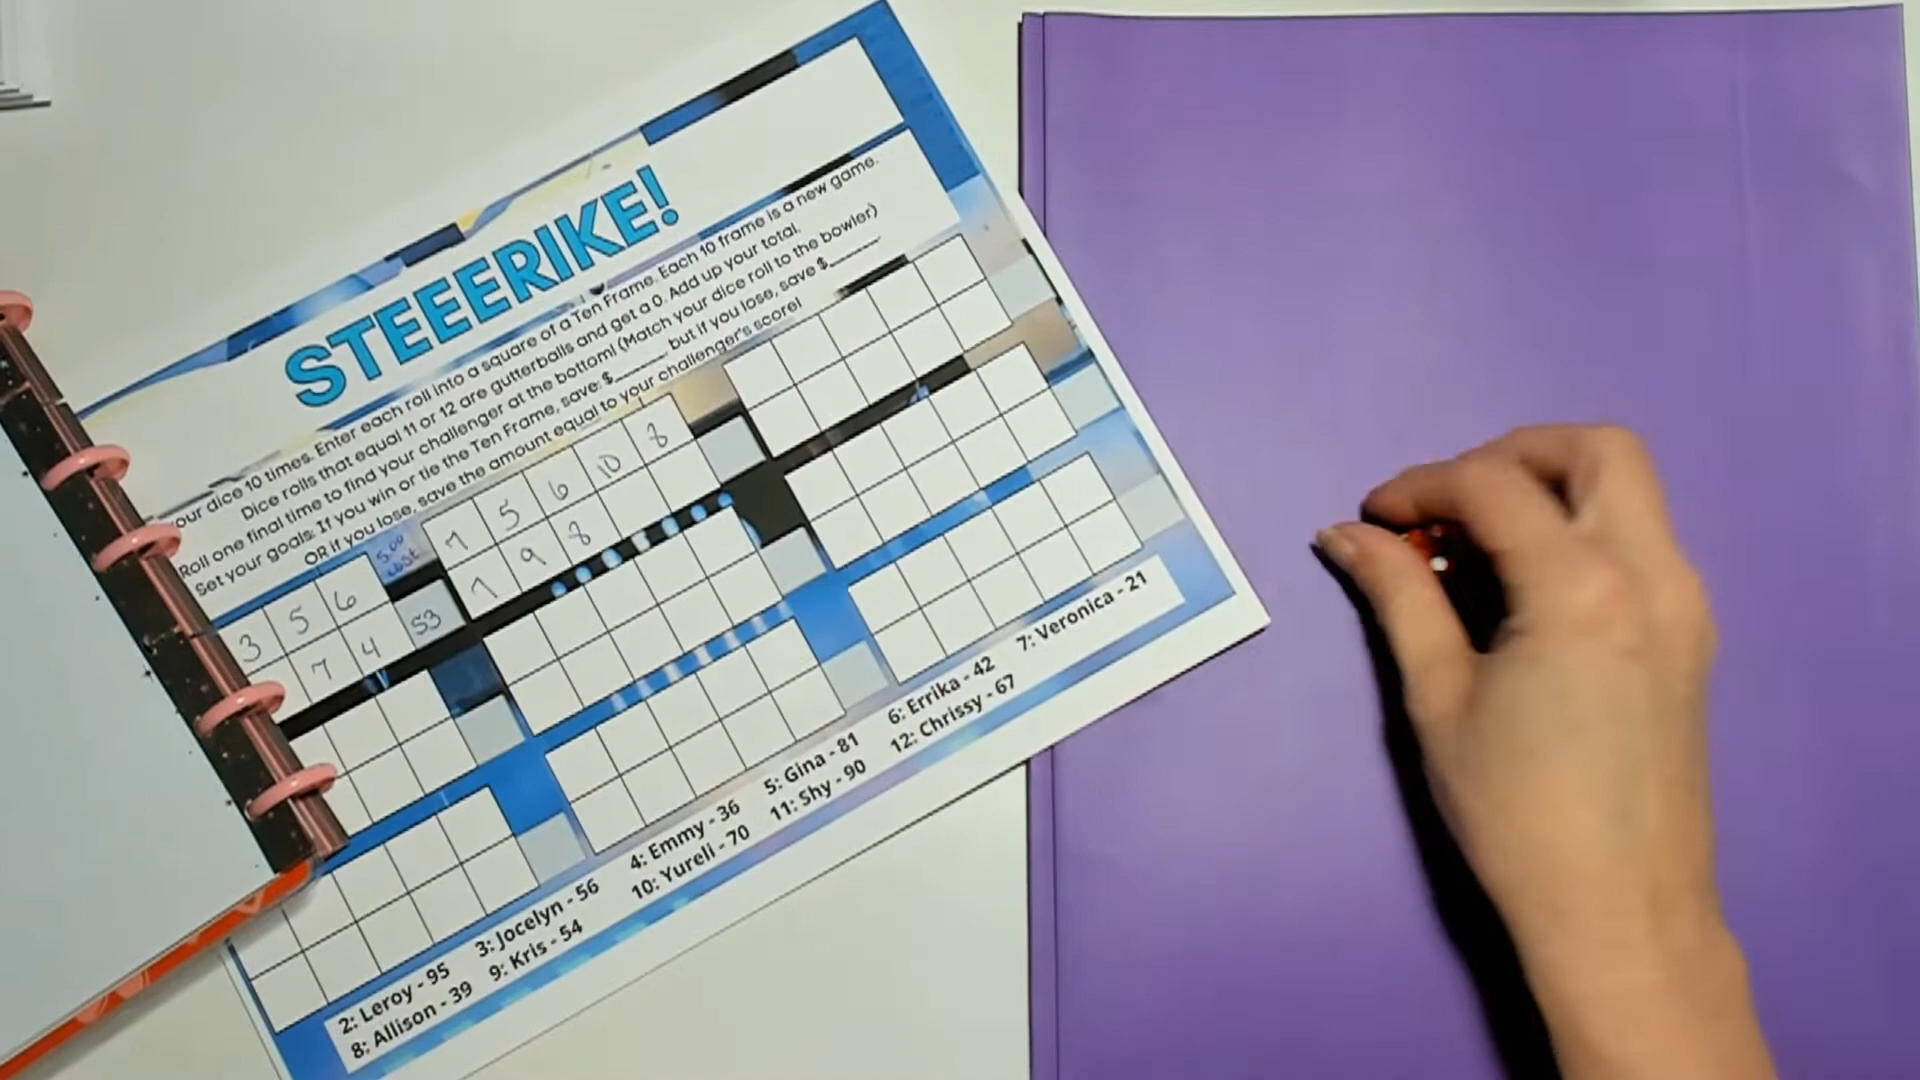 STEEERIKE!
our dice 10 times. Enter each roll into a square of a Ten Frame. Each 10 frame is a new game.
Dice rolls that equal 11 or 12 are gutterballs and get a 0. Add up your total.
Roll one final time to find your challenger at the bottom! (Match your dice roll to the bowler)
Set your goals: If you win or tie the Ten Frame, save: $______, but if you lose, save $______.
OR if you lose, save the amount equal to your challenger's score!
5.00
3 5 6
7 4 53
7 5 6 10 8
7 9 8
2: Leroy - 95 3: Jocelyn - 56 4: Emmy - 36 5: Gina - 81 6: Errika - 42 7: Veronica - 21
8: Allison - 39 9: Kris - 54 10: Yureli - 70 11: Shy - 90 12: Chrissy - 67